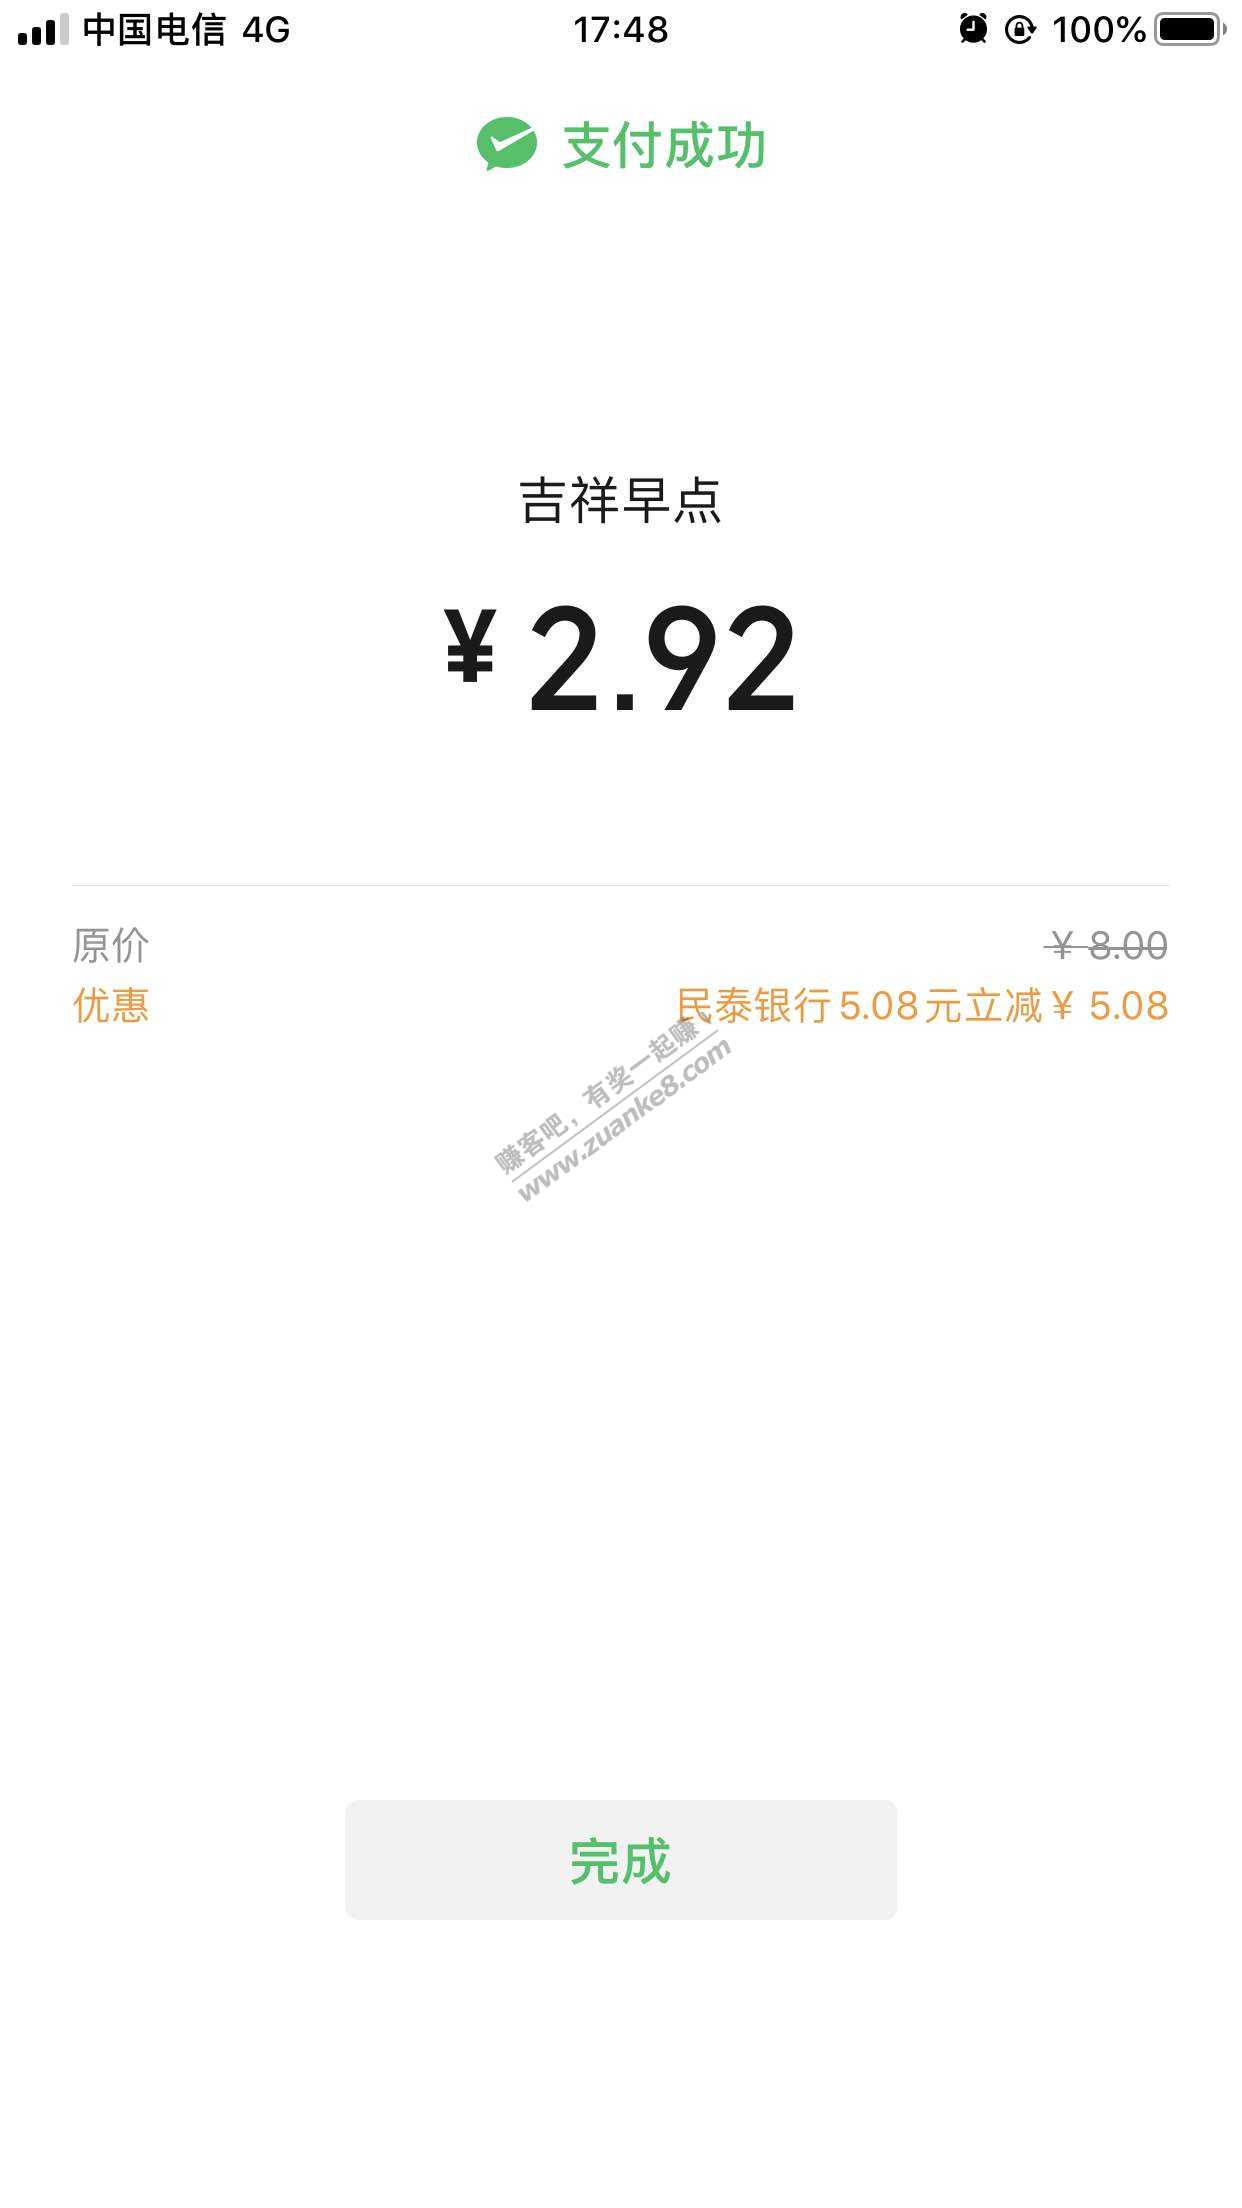 中国电信 4G 17:48 100%
支付成功
吉祥早点
¥ 2.92
原价 ¥ 8.00
优惠 民泰银行5.08元立减¥ 5.08
赚客吧，有奖一起赚！
www.zuanke8.com
完成